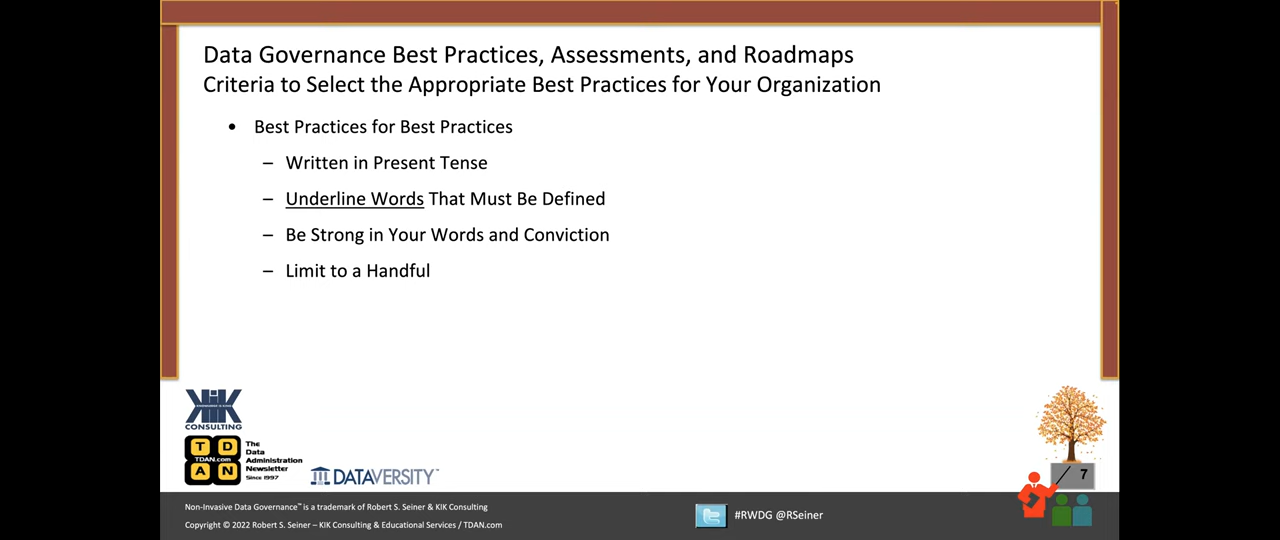 Data Governance Best Practices, Assessments, and Roadmaps
Criteria to Select the Appropriate Best Practices for Your Organization
• Best Practices for Best Practices
– Written in Present Tense
– Underline Words That Must Be Defined
– Be Strong in Your Words and Conviction
– Limit to a Handful
KIK
CONSULTING
T D
TDAN.com
A N
The
Data
Administration
Newsletter
Since 1997
DATAVERSITY™
7
Non-Invasive Data Governance™ is a trademark of Robert S. Seiner & KIK Consulting
Copyright © 2022 Robert S. Seiner – KIK Consulting & Educational Services / TDAN.com
#RWDG @RSeiner